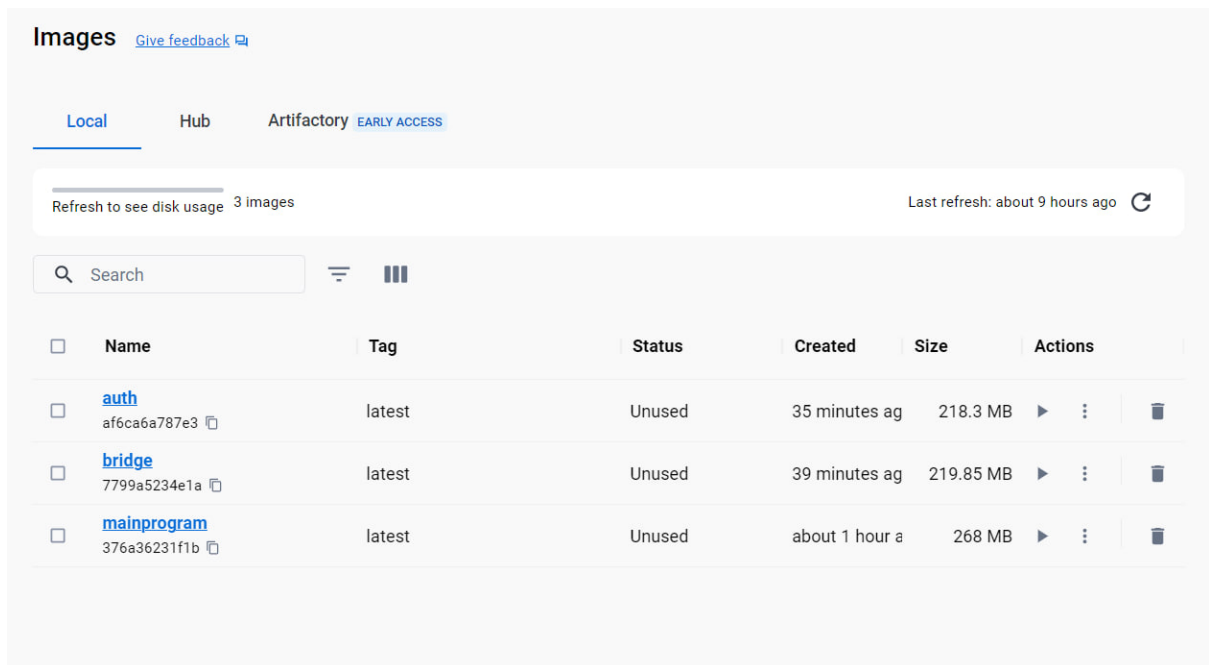 Images Give feedback
Local Hub Artifactory EARLY ACCESS
Refresh to see disk usage 3 images Last refresh: about 9 hours ago
Search
Name Tag Status Created Size Actions
auth
af6ca6a787e3
latest Unused 35 minutes ag 218.3 MB
bridge
7799a5234e1a
latest Unused 39 minutes ag 219.85 MB
mainprogram
376a36231f1b
latest Unused about 1 hour a 268 MB